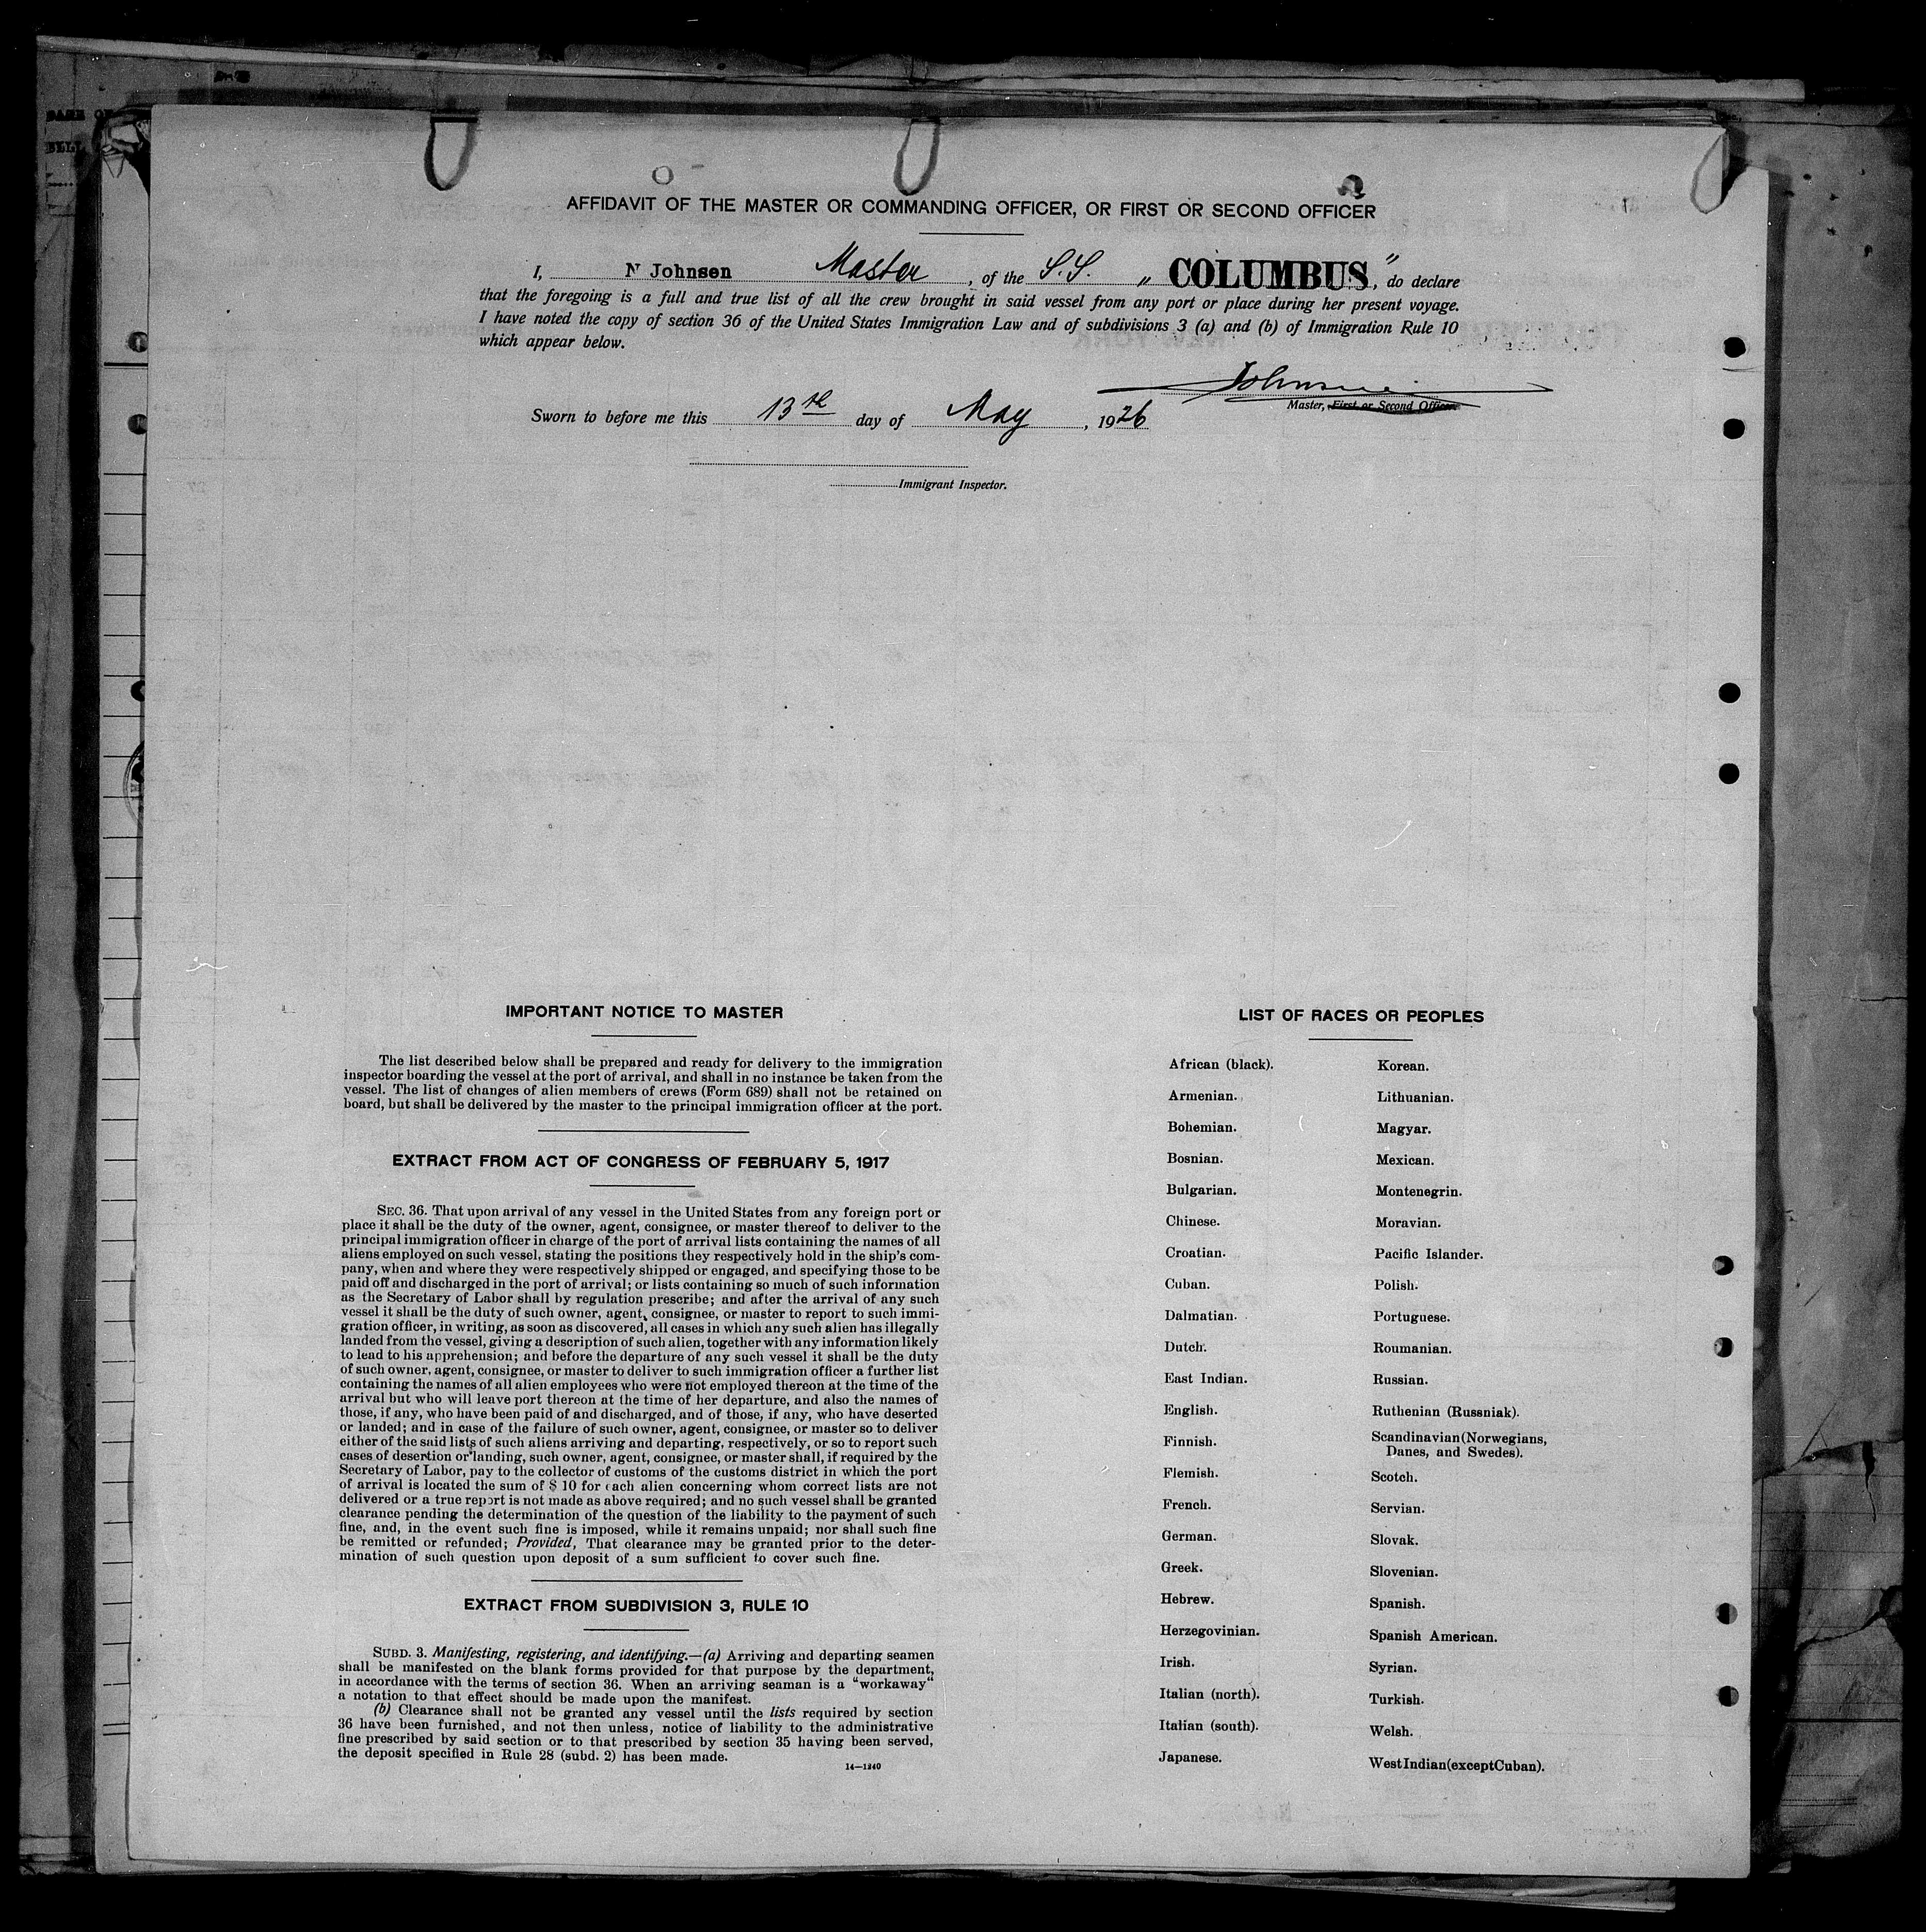 AFFIDAVIT OF THE MASTER OR COMMANDING OFFICER, OR FIRST OR SECOND OFFICER
I, N Johnsen Master, of the S.S. „ COLUMBUS", do declare
that the foregoing is a full and true list of all the crew brought in said vessel from any port or place during her present voyage.
I have noted the copy of section 36 of the United States Immigration Law and of subdivisions 3 (a) and (b) of Immigration Rule 10
which appear below.
Johnsen
Master, First or Second Officer.
Sworn to before me this 13th day of May, 1926
Immigrant Inspector.
IMPORTANT NOTICE TO MASTER
The list described below shall be prepared and ready for delivery to the immigration
inspector boarding the vessel at the port of arrival, and shall in no instance be taken from the
vessel. The list of changes of alien members of crews (Form 689) shall not be retained on
board, but shall be delivered by the master to the principal immigration officer at the port.
EXTRACT FROM ACT OF CONGRESS OF FEBRUARY 5, 1917
SEC. 36. That upon arrival of any vessel in the United States from any foreign port or
place it shall be the duty of the owner, agent, consignee, or master thereof to deliver to the
principal immigration officer in charge of the port of arrival lists containing the names of all
aliens employed on such vessel, stating the positions they respectively hold in the ship's com-
pany, when and where they were respectively shipped or engaged, and specifying those to be
paid off and discharged in the port of arrival; or lists containing so much of such information
as the Secretary of Labor shall by regulation prescribe; and after the arrival of any such
vessel it shall be the duty of such owner, agent, consignee, or master to report to such immi-
gration officer, in writing, as soon as discovered, all cases in which any such alien has illegally
landed from the vessel, giving a description of such alien, together with any information likely
to lead to his apprehension; and before the departure of any such vessel it shall be the duty
of such owner, agent, consignee, or master to deliver to such immigration officer a further list
containing the names of all alien employees who were not employed thereon at the time of the
arrival but who will leave port thereon at the time of her departure, and also the names of
those, if any, who have been paid of and discharged, and of those, if any, who have deserted
or landed; and in case of the failure of such owner, agent, consignee, or master so to deliver
either of the said lists of such aliens arriving and departing, respectively, or so to report such
cases of desertion or landing, such owner, agent, consignee, or master shall, if required by the
Secretary of Labor, pay to the collector of customs of the customs district in which the port
of arrival is located the sum of $ 10 for each alien concerning whom correct lists are not
delivered or a true report is not made as above required; and no such vessel shall be granted
clearance pending the determination of the question of the liability to the payment of such
fine, and, in the event such fine is imposed, while it remains unpaid; nor shall such fine
be remitted or refunded; Provided, That clearance may be granted prior to the deter-
mination of such question upon deposit of a sum sufficient to cover such fine.
EXTRACT FROM SUBDIVISION 3, RULE 10
SUBD. 3. Manifesting, registering, and identifying.—(a) Arriving and departing seamen
shall be manifested on the blank forms provided for that purpose by the department,
in accordance with the terms of section 36. When an arriving seaman is a “workaway“
a notation to that effect should be made upon the manifest.
(b) Clearance shall not be granted any vessel until the lists required by section
36 have been furnished, and not then unless, notice of liability to the administrative
fine prescribed by said section or to that prescribed by section 35 having been served,
the deposit specified in Rule 28 (subd. 2) has been made.
14—1240
LIST OF RACES OR PEOPLES
African (black).
Armenian.
Bohemian.
Bosnian.
Bulgarian.
Chinese.
Croatian.
Cuban.
Dalmatian.
Dutch.
East Indian.
English.
Finnish.
Flemish.
French.
German.
Greek.
Hebrew.
Herzegovinian.
Irish.
Italian (north).
Italian (south).
Japanese.
Korean.
Lithuanian.
Magyar.
Mexican.
Montenegrin.
Moravian.
Pacific Islander.
Polish.
Portuguese.
Roumanian.
Russian.
Ruthenian (Russniak).
Scandinavian (Norwegians,
Danes, and Swedes).
Scotch.
Servian.
Slovak.
Slovenian.
Spanish.
Spanish American.
Syrian.
Turkish.
Welsh.
West Indian (except Cuban).